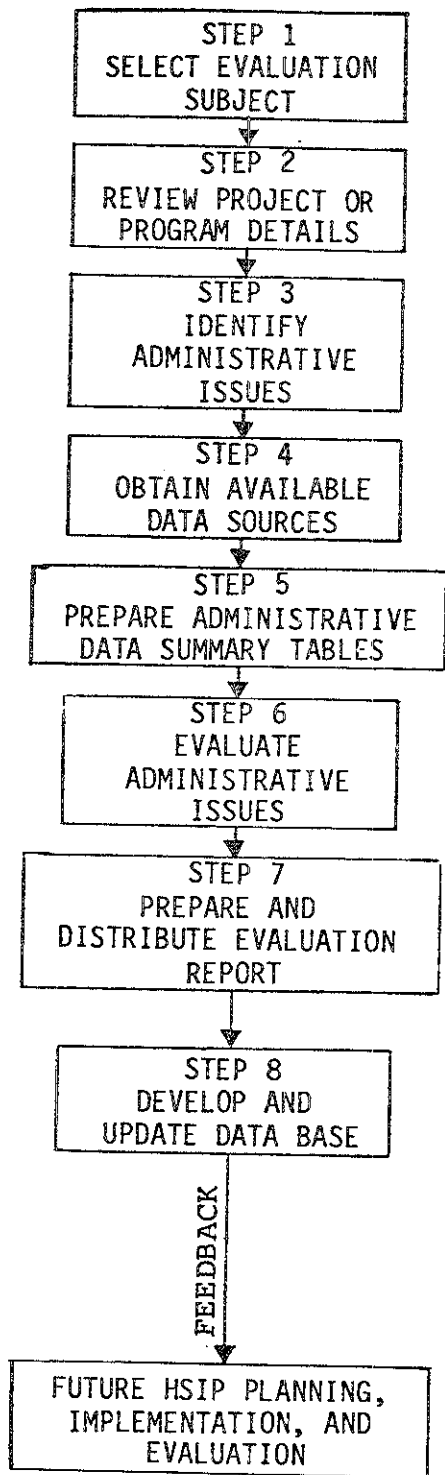 STEP 1
SELECT EVALUATION
SUBJECT
STEP 2
REVIEW PROJECT OR
PROGRAM DETAILS
STEP 3
IDENTIFY
ADMINISTRATIVE
ISSUES
STEP 4
OBTAIN AVAILABLE
DATA SOURCES
STEP 5
PREPARE ADMINISTRATIVE
DATA SUMMARY TABLES
STEP 6
EVALUATE
ADMINISTRATIVE
ISSUES
STEP 7
PREPARE AND
DISTRIBUTE EVALUATION
REPORT
STEP 8
DEVELOP AND
UPDATE DATA BASE
FEEDBACK
FUTURE HSIP PLANNING,
IMPLEMENTATION, AND
EVALUATION